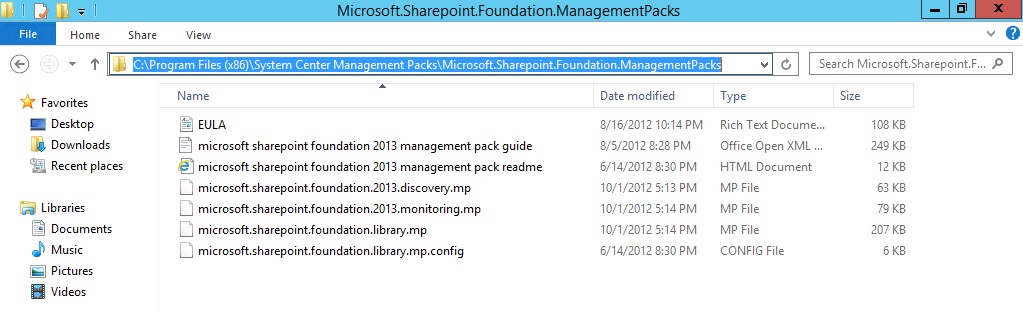 Microsoft.Sharepoint.Foundation.ManagementPacks
File Home Share View
C:\Program Files (x86)\System Center Management Packs\Microsoft.Sharepoint.Foundation.ManagementPacks Search Microsoft.Sharepoint.F...
Favorites
Desktop
Downloads
Recent places
Libraries
Documents
Music
Pictures
Videos
Name Date modified Type Size
EULA 8/16/2012 10:14 PM Rich Text Docume... 108 KB
microsoft sharepoint foundation 2013 management pack guide 8/5/2012 8:28 PM Office Open XML ... 249 KB
microsoft sharepoint foundation 2013 management pack readme 6/14/2012 8:30 PM HTML Document 12 KB
microsoft.sharepoint.foundation.2013.discovery.mp 10/1/2012 5:13 PM MP File 63 KB
microsoft.sharepoint.foundation.2013.monitoring.mp 10/1/2012 5:14 PM MP File 79 KB
microsoft.sharepoint.foundation.library.mp 10/1/2012 5:14 PM MP File 207 KB
microsoft.sharepoint.foundation.library.mp.config 6/14/2012 8:30 PM CONFIG File 6 KB